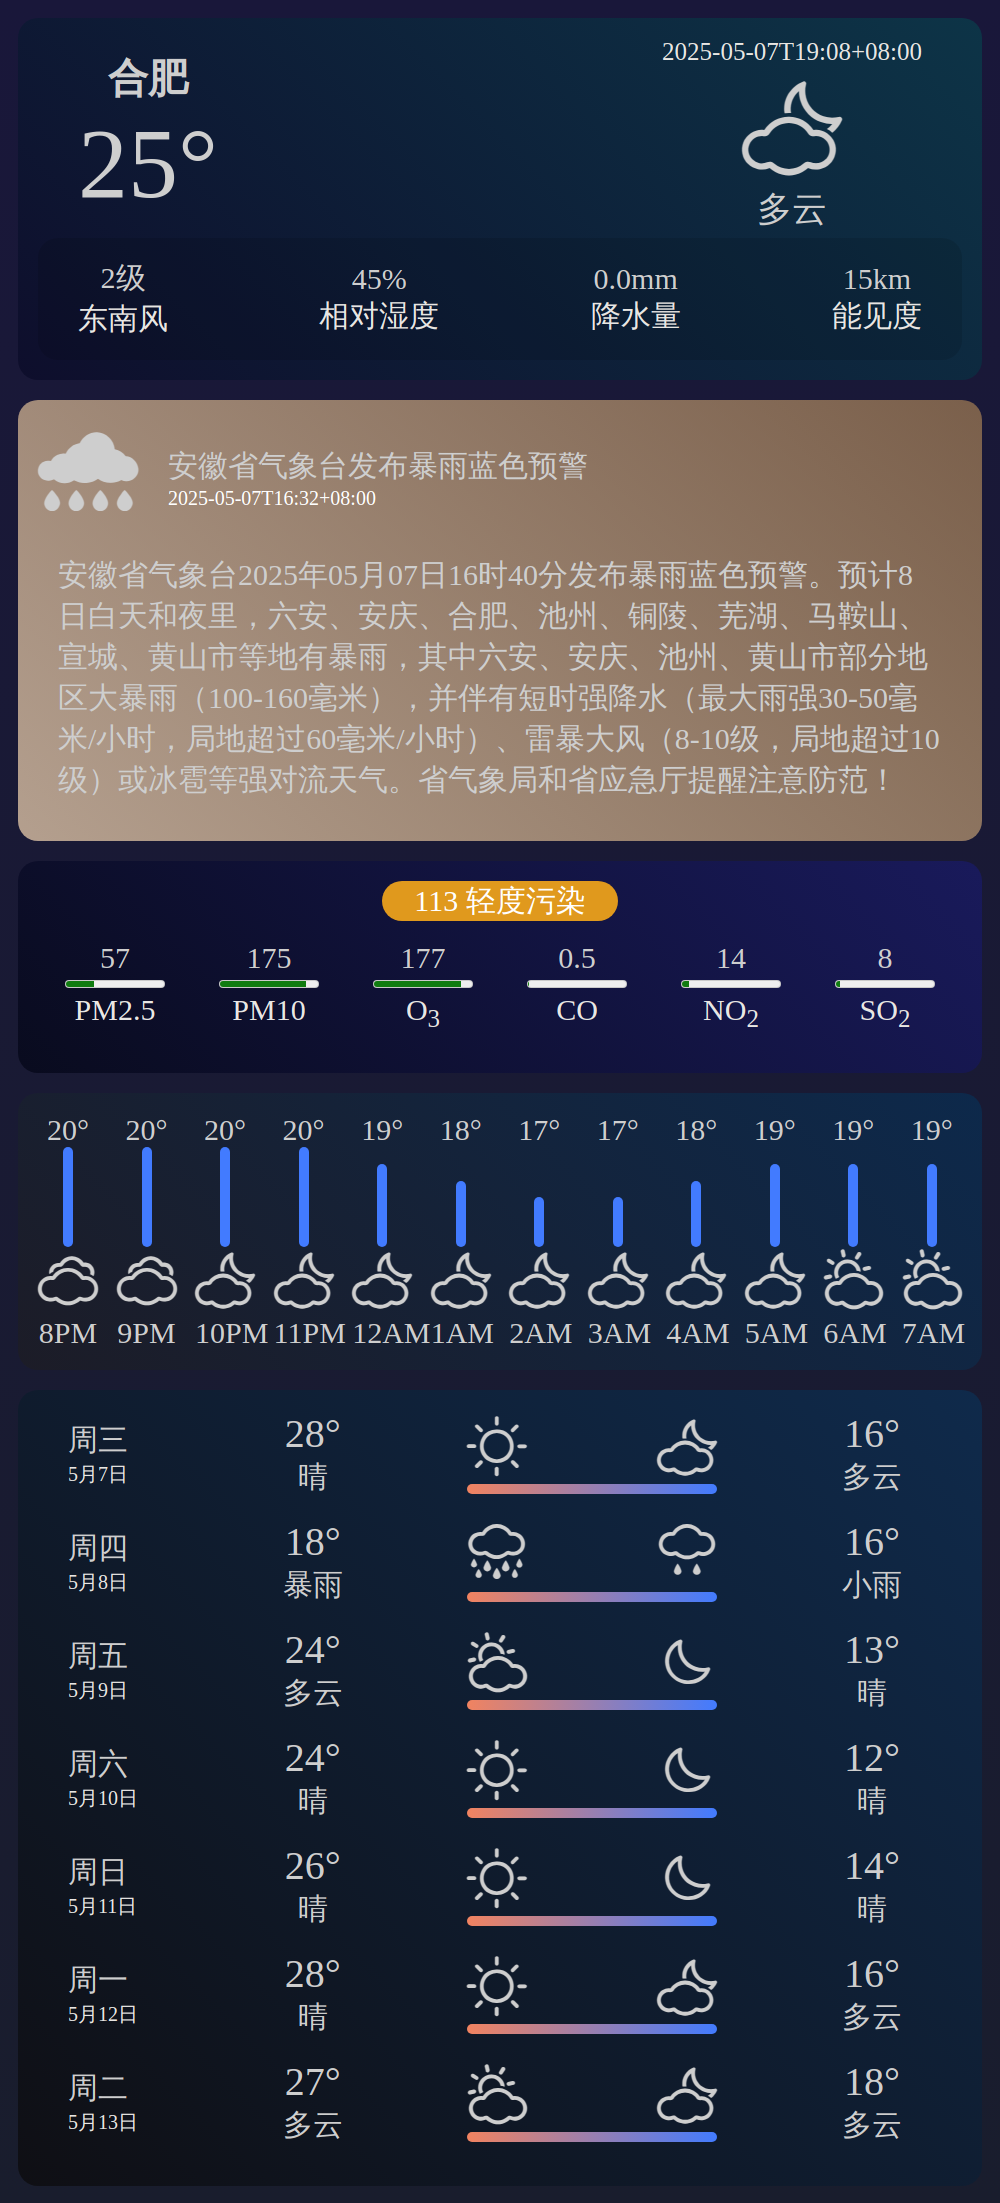 合肥
25°
2025-05-07T19:08+08:00
多云
2级 45% 0.0mm 15km
东南风 相对湿度 降水量 能见度
安徽省气象台发布暴雨蓝色预警
2025-05-07T16:32+08:00
安徽省气象台2025年05月07日16时40分发布暴雨蓝色预警。预计8
日白天和夜里，六安、安庆、合肥、池州、铜陵、芜湖、马鞍山、
宣城、黄山市等地有暴雨，其中六安、安庆、池州、黄山市部分地
区大暴雨（100-160毫米），并伴有短时强降水（最大雨强30-50毫
米/小时，局地超过60毫米/小时）、雷暴大风（8-10级，局地超过10
级）或冰雹等强对流天气。省气象局和省应急厅提醒注意防范！
113 轻度污染
57 175 177 0.5 14 8
PM2.5 PM10 O3 CO NO2 SO2
20° 20° 20° 20° 19° 18° 17° 17° 18° 19° 19° 19°
8PM 9PM 10PM 11PM 12AM 1AM 2AM 3AM 4AM 5AM 6AM 7AM
周三 28° 16°
5月7日 晴 多云
周四 18° 16°
5月8日 暴雨 小雨
周五 24° 13°
5月9日 多云 晴
周六 24° 12°
5月10日 晴 晴
周日 26° 14°
5月11日 晴 晴
周一 28° 16°
5月12日 晴 多云
周二 27° 18°
5月13日 多云 多云